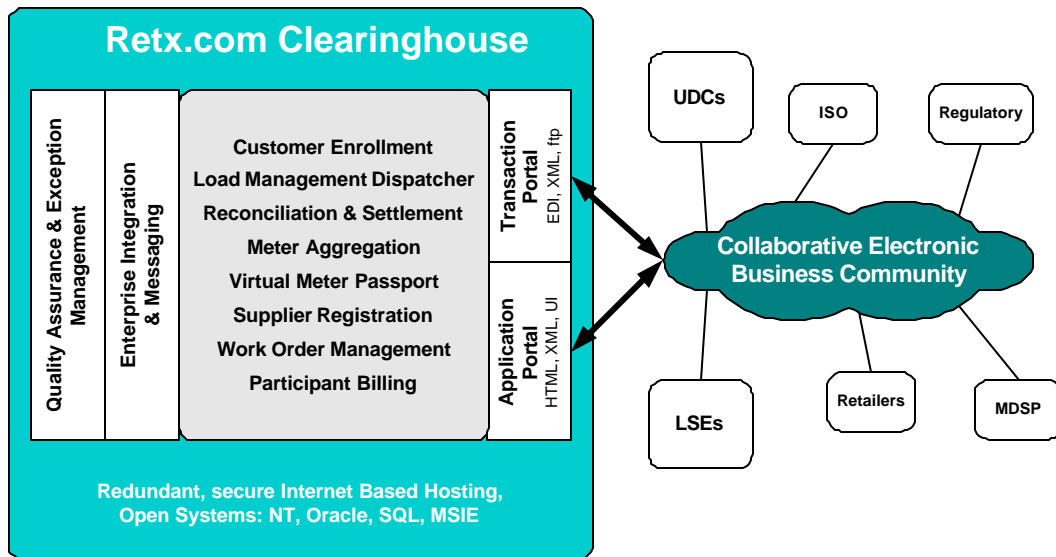 Retx.com Clearinghouse
Quality Assurance & Exception
Management
Enterprise Integration
& Messaging
Customer Enrollment
Load Management Dispatcher
Reconciliation & Settlement
Meter Aggregation
Virtual Meter Passport
Supplier Registration
Work Order Management
Participant Billing
Transaction
Portal
EDI, XML, ftp
Application
Portal
HTML, XML, UI
Redundant, secure Internet Based Hosting,
Open Systems: NT, Oracle, SQL, MSIE
UDCs
ISO
Regulatory
Collaborative Electronic
Business Community
LSEs
Retailers
MDSP